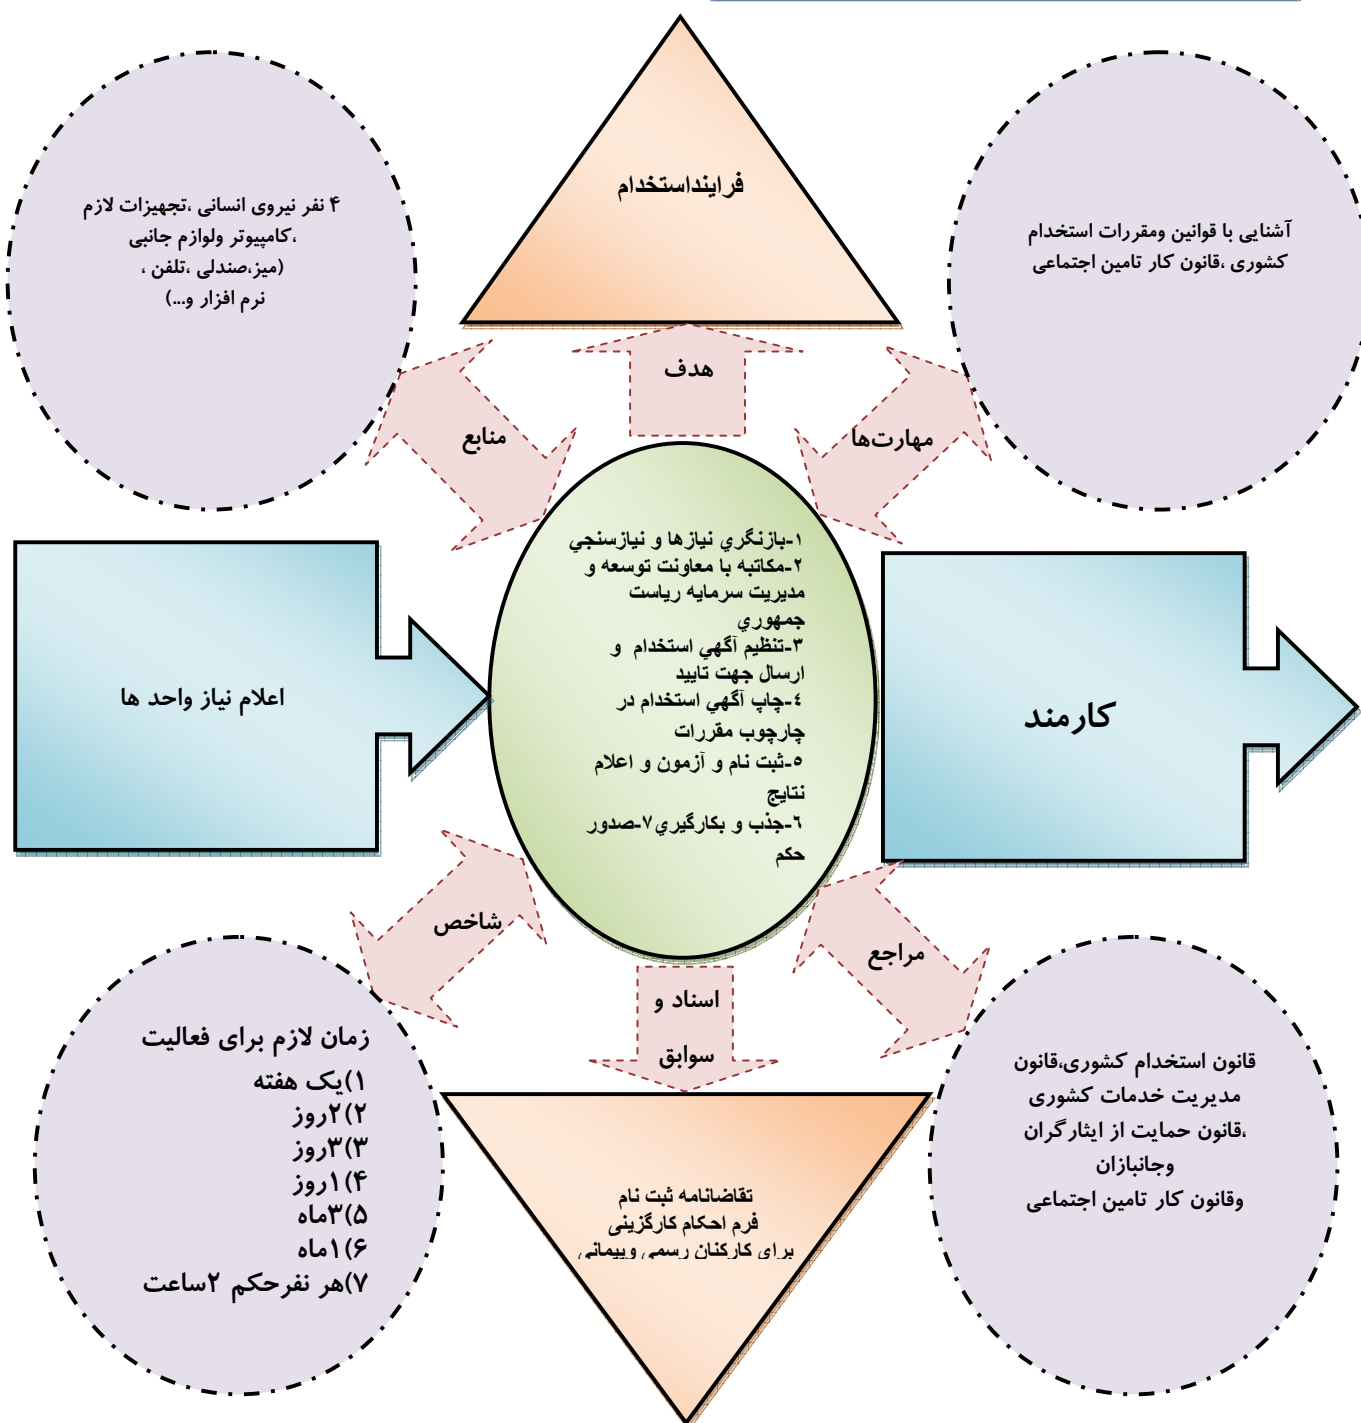 فراینداستخدام
آشنایی با قوانین ومقررات استخدام
کشوری ،قانون کار تامین اجتماعی
۴ نفر نیروی انسانی ،تجهیزات لازم
،کامپیوتر ولوازم جانبی
(میز،صندلی ،تلفن ،
نرم افزار و...)
هدف
مهارت‌ها
منابع
۱-بازنگري نيازها و نيازسنجي
۲-مكاتبه با معاونت توسعه و
مديريت سرمايه رياست
جمهوري
۳-تنظيم آگهي استخدام و
ارسال جهت تاييد
٤-چاپ آگهي استخدام در
چارچوب مقررات
٥-ثبت نام و آزمون و اعلام
نتايج
٦-جذب و بكارگيري۷-صدور
حكم
اعلام نیاز واحد ها
کارمند
شاخص
مراجع
اسناد و
سوابق
قانون استخدام کشوری،قانون
مدیریت خدمات کشوری
،قانون حمایت از ایثارگران
وجانبازان
وقانون کار تامین اجتماعی
زمان لازم برای فعالیت
۱)یک هفته
۲)۲روز
۳)۳روز
۴)۱روز
۵)۳ماه
۶)۱ماه
۷)هر نفرحکم ۲ساعت
تقاضانامه ثبت نام
فرم احکام کارگزینی
برای کارکنان رسمی وپیمانی